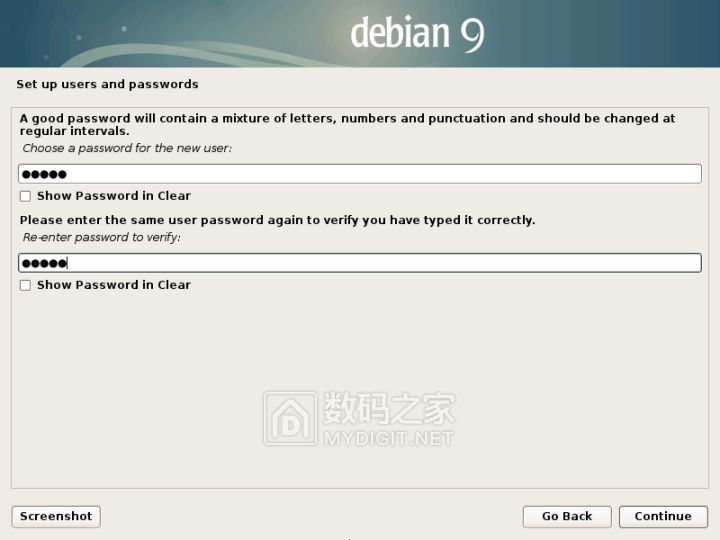 debian 9
Set up users and passwords
A good password will contain a mixture of letters, numbers and punctuation and should be changed at
regular intervals.
Choose a password for the new user:
●●●●●
Show Password in Clear
Please enter the same user password again to verify you have typed it correctly.
Re-enter password to verify:
●●●●●
Show Password in Clear
数码之家
MYDIGIT.NET
Screenshot
Go Back
Continue